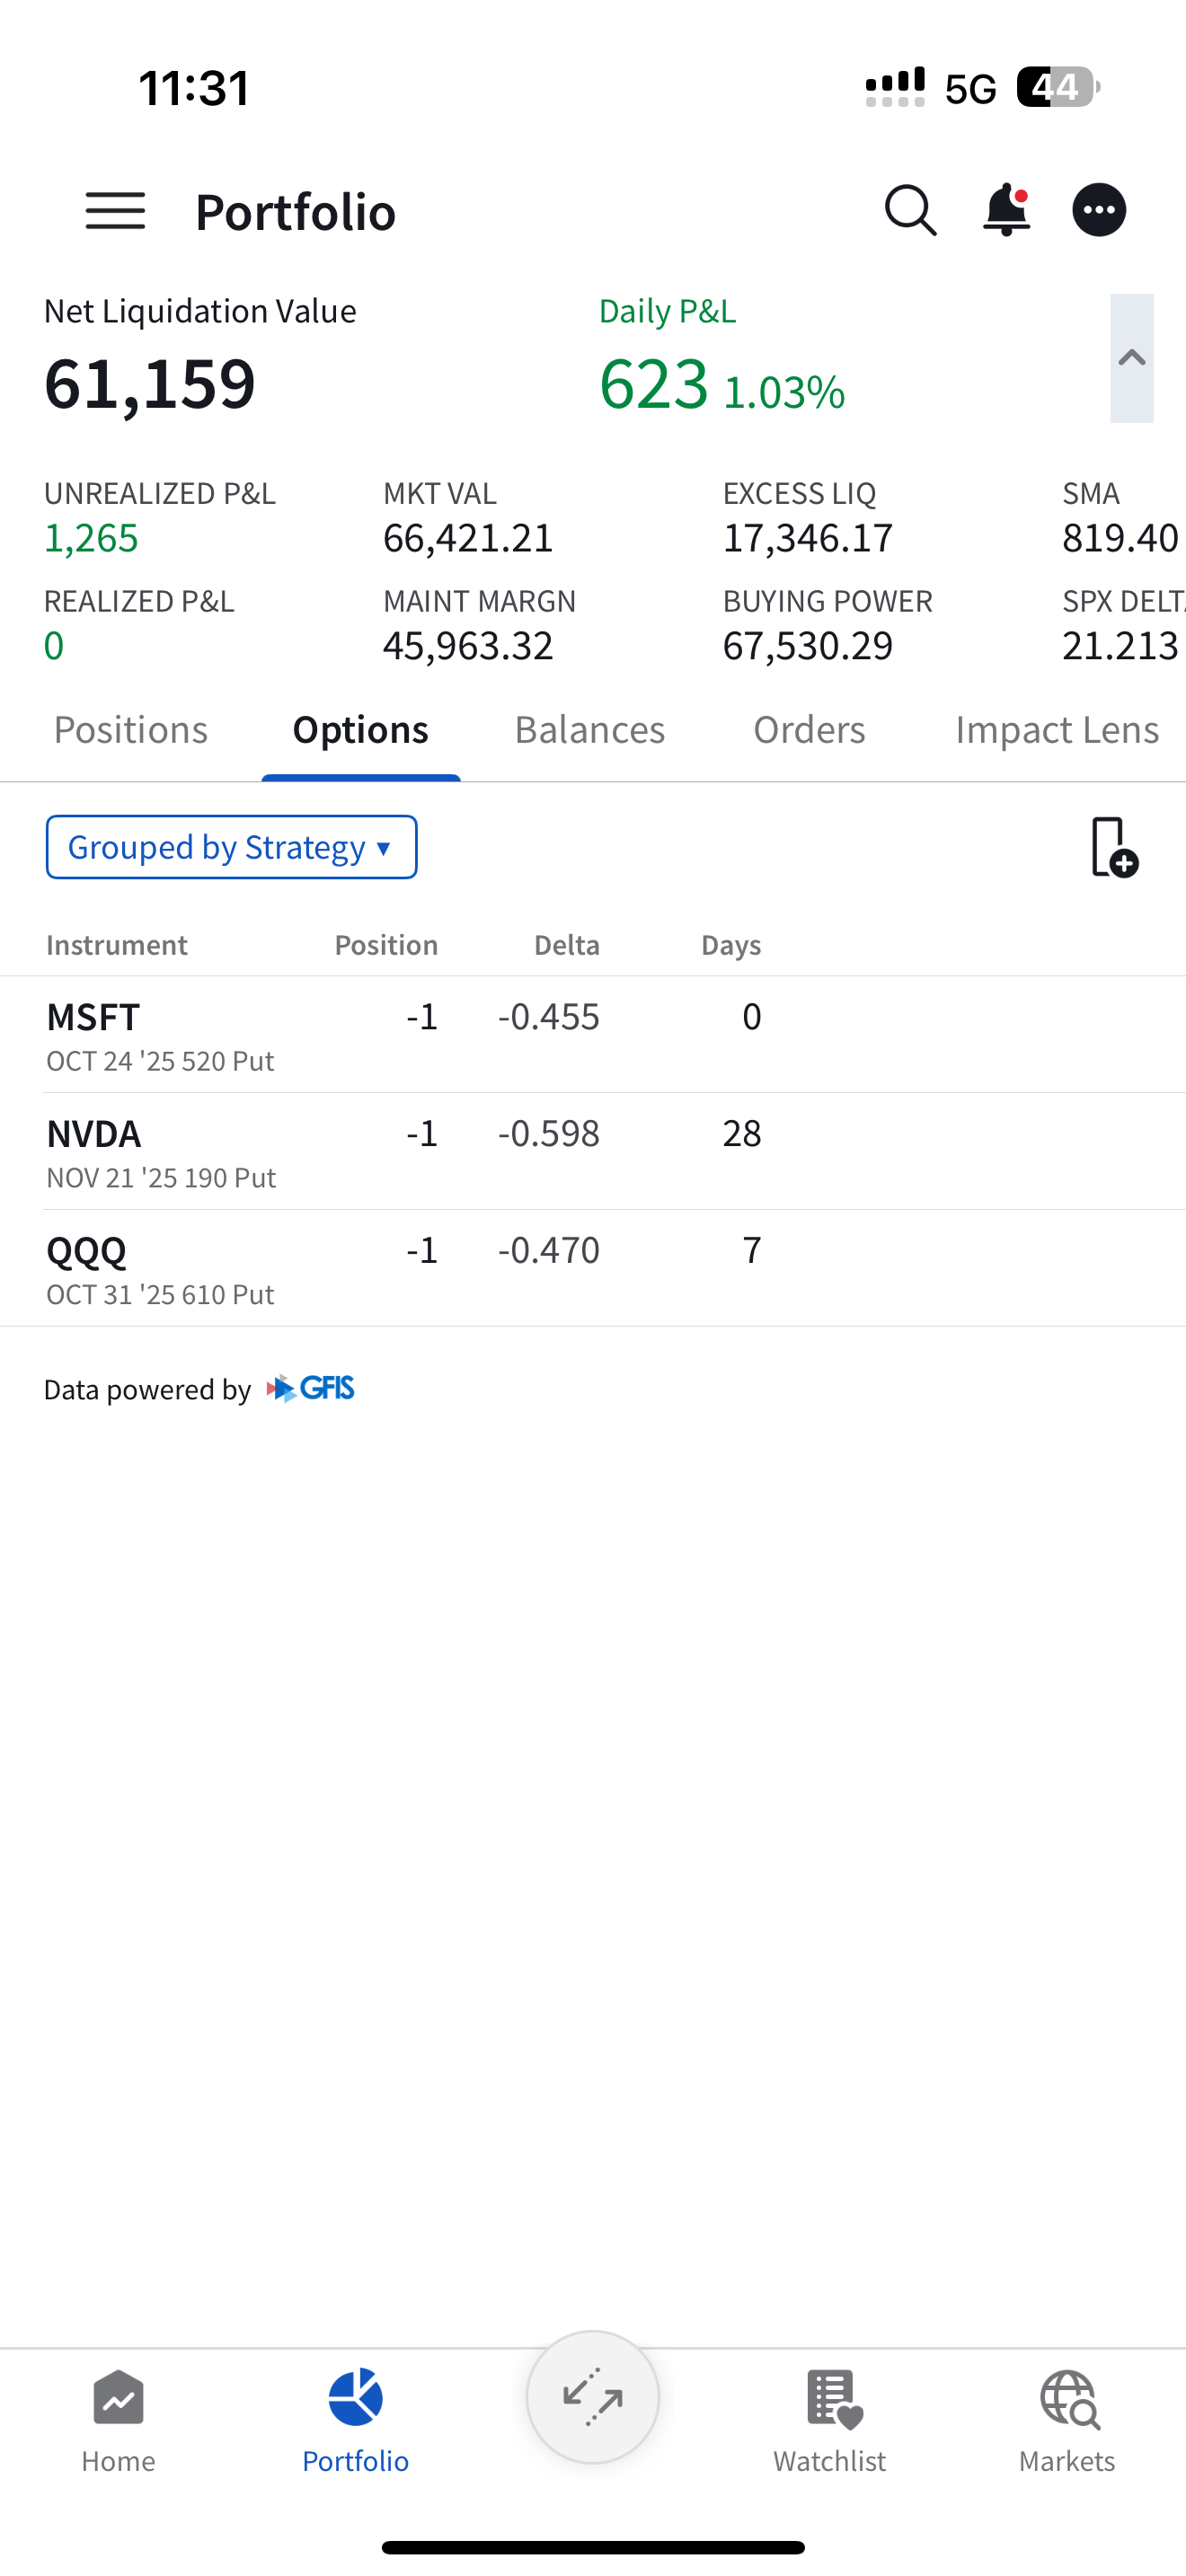 11:31 5G 44
Portfolio
Net Liquidation Value Daily P&L
61,159 623 1.03%
UNREALIZED P&L MKT VAL EXCESS LIQ SMA
1,265 66,421.21 17,346.17 819.40
REALIZED P&L MAINT MARGN BUYING POWER SPX DELT
0 45,963.32 67,530.29 21.213
Positions Options Balances Orders Impact Lens
Grouped by Strategy ▾
Instrument Position Delta Days
MSFT -1 -0.455 0
OCT 24 '25 520 Put
NVDA -1 -0.598 28
NOV 21 '25 190 Put
QQQ -1 -0.470 7
OCT 31 '25 610 Put
Data powered by GFIS
Home Portfolio Watchlist Markets